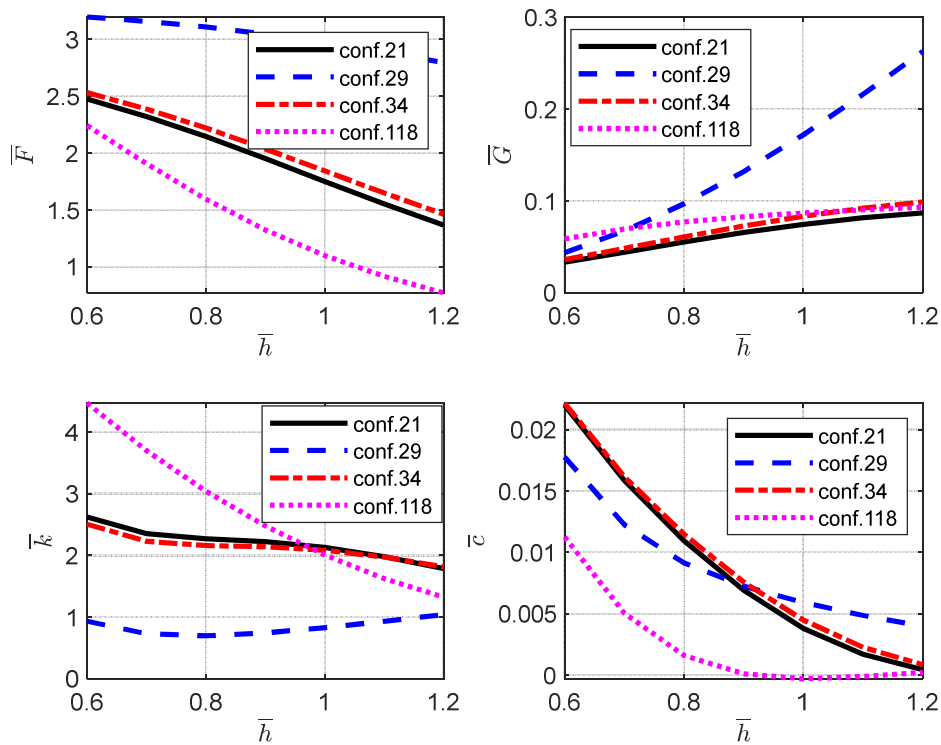 3
2.5
2
1.5
1
0.6
0.8
1
1.2
F̅
h̅
conf.21
conf.29
conf.34
conf.118
0.3
0.2
0.1
0
0.6
0.8
1
1.2
G̅
h̅
conf.21
conf.29
conf.34
conf.118
4
3
2
1
0
0.6
0.8
1
1.2
k̅
h̅
conf.21
conf.29
conf.34
conf.118
0.02
0.015
0.01
0.005
0
0.6
0.8
1
1.2
c̅
h̅
conf.21
conf.29
conf.34
conf.118